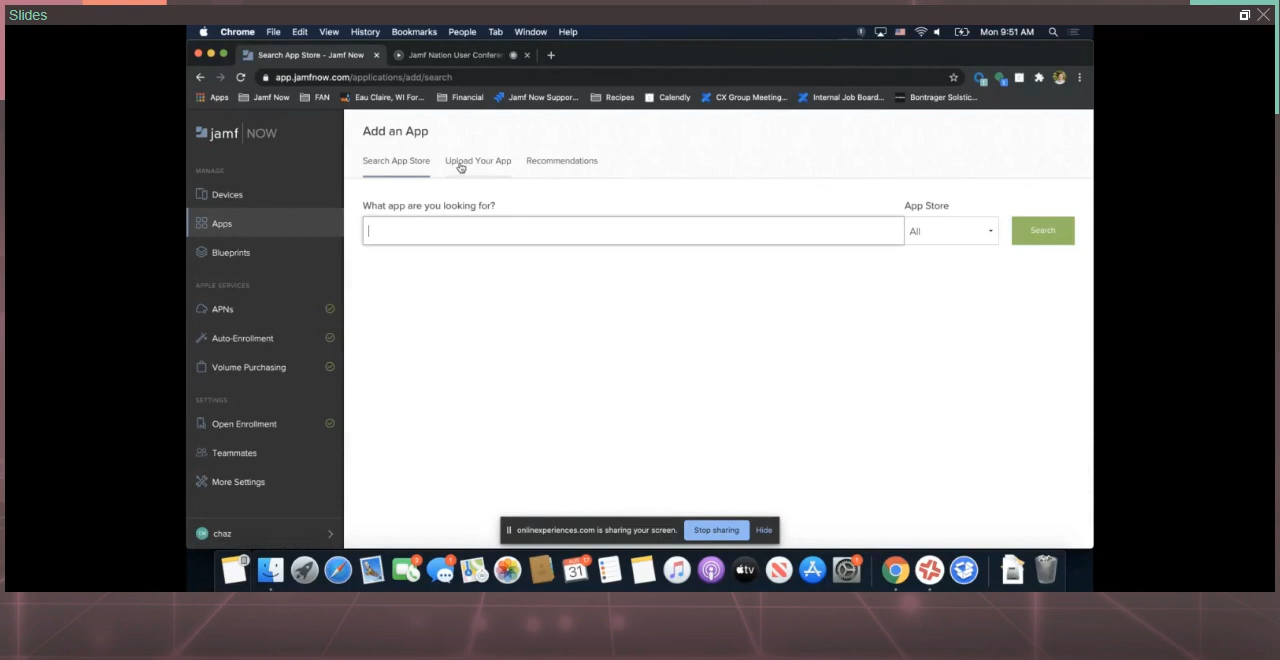 Slides
Chrome File Edit View History Bookmarks People Tab Window Help Mon 9:51 AM
Search App Store - Jamf Now Jamf Nation User Conferen
app.jamfnow.com/applications/add/search
Apps Jamf Now FAN Eau Claire, WI For... Financial Jamf Now Suppor... Recipes Calendly CX Group Meeting... Internal Job Board... Bontrager Solstic...
jamf NOW
Add an App
Search App Store Upload Your App Recommendations
MANAGE
Devices
Apps
Blueprints
APPLE SERVICES
APNs
Auto-Enrollment
Volume Purchasing
SETTINGS
Open Enrollment
Teammates
More Settings
chaz
What app are you looking for? App Store
All Search
onlinexperiences.com is sharing your screen. Stop sharing Hide
31
tv